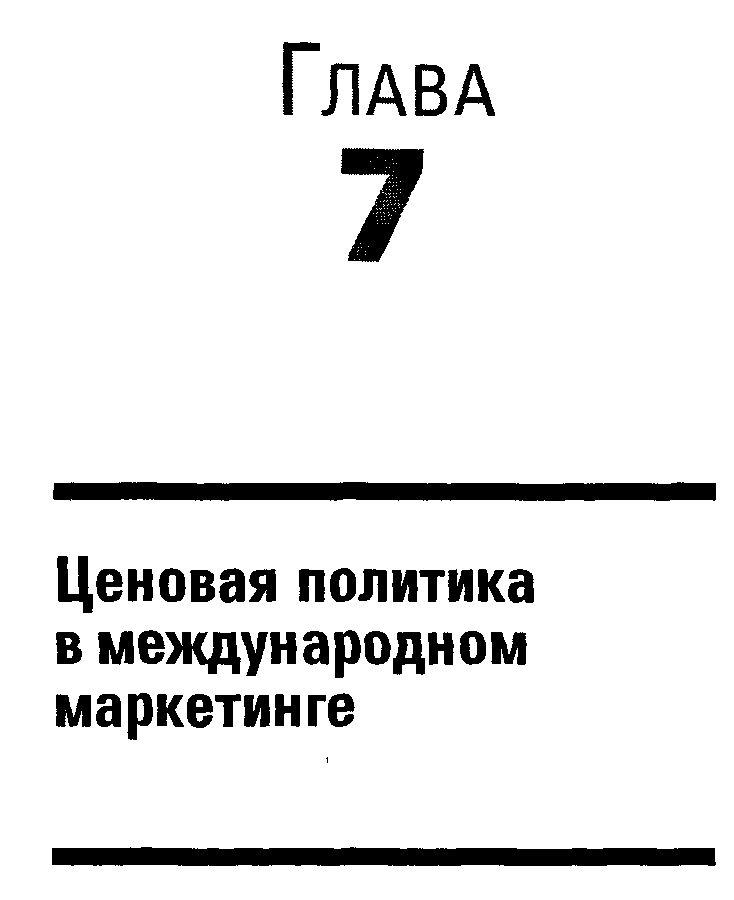 ГЛАВА
7
Ценовая политика
в международном
маркетинге